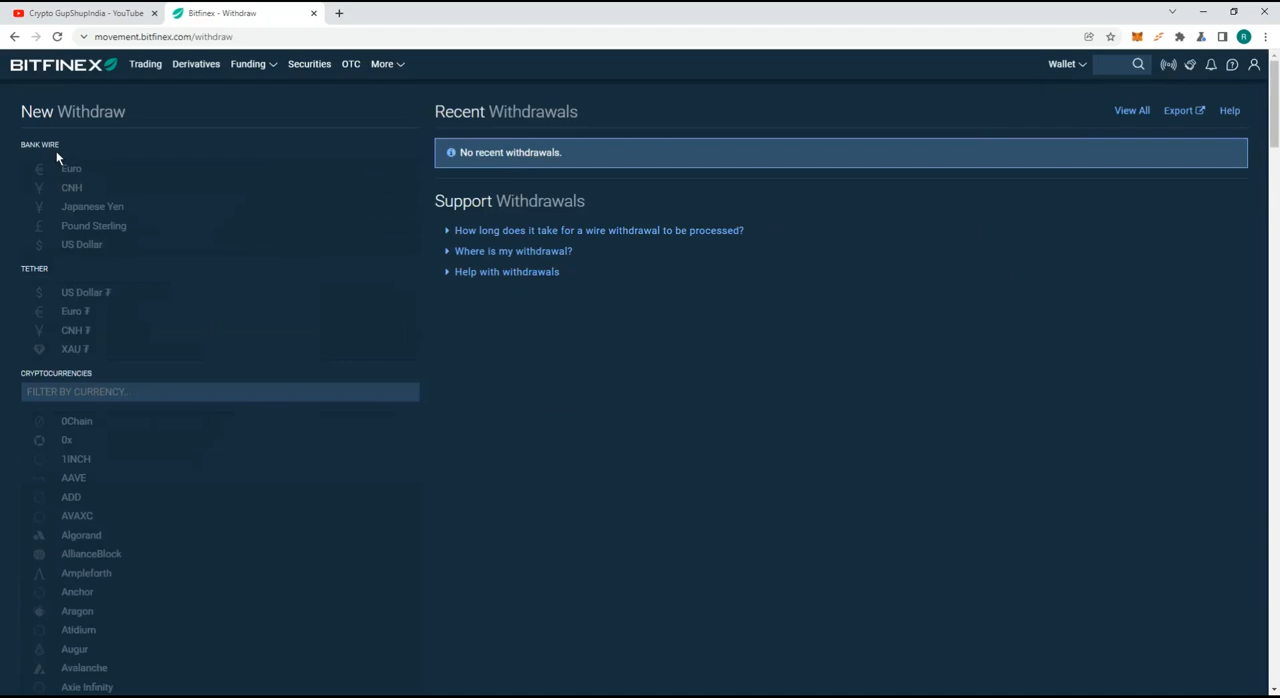 Crypto GupShupIndia - YouTube
Bitfinex - Withdraw
movement.bitfinex.com/withdraw
R
BITFINEX
Trading
Derivatives
Funding
Securities
OTC
More
Wallet
New Withdraw
BANK WIRE
€ Euro
¥ CNH
¥ Japanese Yen
£ Pound Sterling
$ US Dollar
TETHER
$ US Dollar ₮
€ Euro ₮
¥ CNH ₮
XAU ₮
CRYPTOCURRENCIES
FILTER BY CURRENCY..
0Chain
0x
1INCH
AAVE
ADD
AVAXC
Algorand
AllianceBlock
Ampleforth
Anchor
Aragon
Atidium
Augur
Avalanche
Axie Infinity
Recent Withdrawals
View All
Export
Help
No recent withdrawals.
Support Withdrawals
How long does it take for a wire withdrawal to be processed?
Where is my withdrawal?
Help with withdrawals